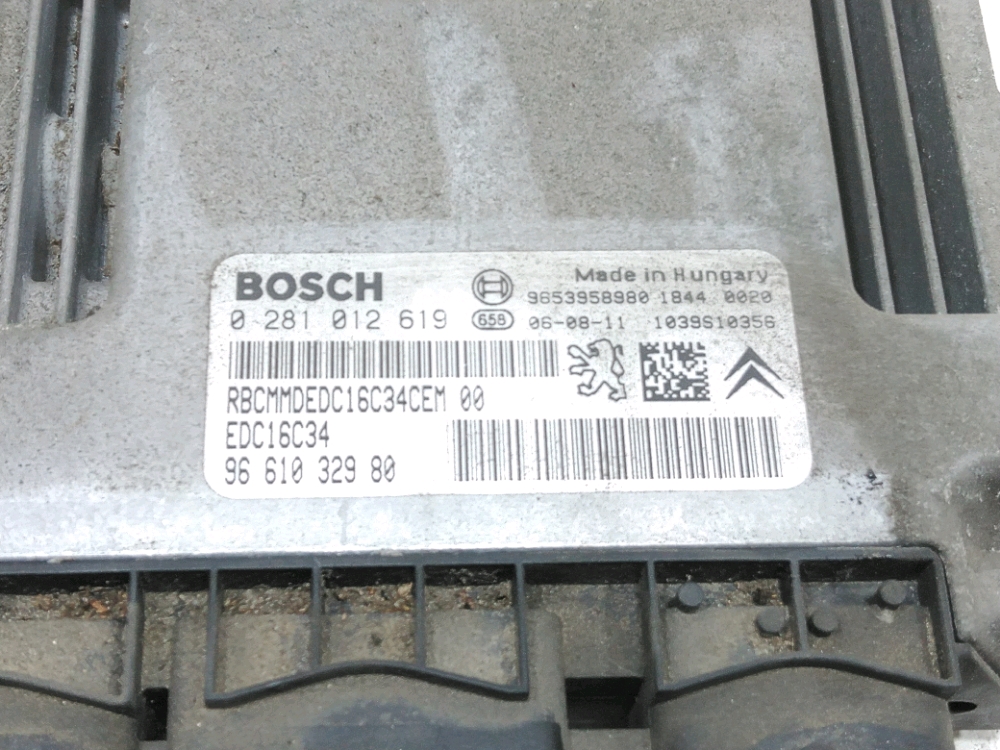 BOSCH
Made in Hungary
9653958980 1844 0020
0 281 012 619 658 06-08-11 1039S10356
RBCMMDEDC16C34CEM 00
EDC16C34
96 610 329 80